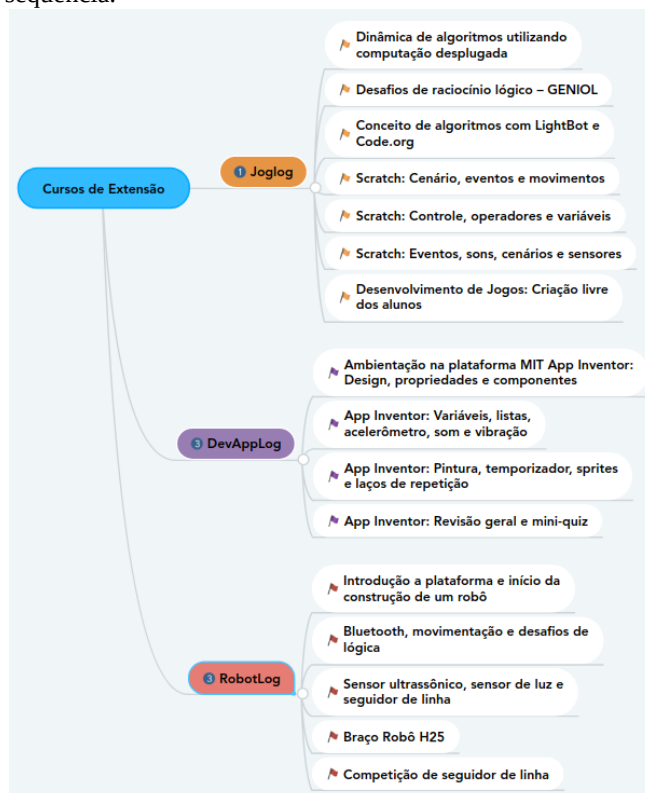 sequência.
Dinâmica de algoritmos utilizando
computação desplugada
Desafios de raciocínio lógico – GENIOL
Conceito de algoritmos com LightBot e
Code.org
1 Joglog
Cursos de Extensão
Scratch: Cenário, eventos e movimentos
Scratch: Controle, operadores e variáveis
Scratch: Eventos, sons, cenários e sensores
Desenvolvimento de Jogos: Criação livre
dos alunos
Ambientação na plataforma MIT App Inventor:
Design, propriedades e componentes
App Inventor: Variáveis, listas,
acelerômetro, som e vibração
3 DevAppLog
App Inventor: Pintura, temporizador, sprites
e laços de repetição
App Inventor: Revisão geral e mini-quiz
Introdução a plataforma e início da
construção de um robô
Bluetooth, movimentação e desafios de
lógica
3 RobotLog
Sensor ultrassônico, sensor de luz e
seguidor de linha
Braço Robô H25
Competição de seguidor de linha